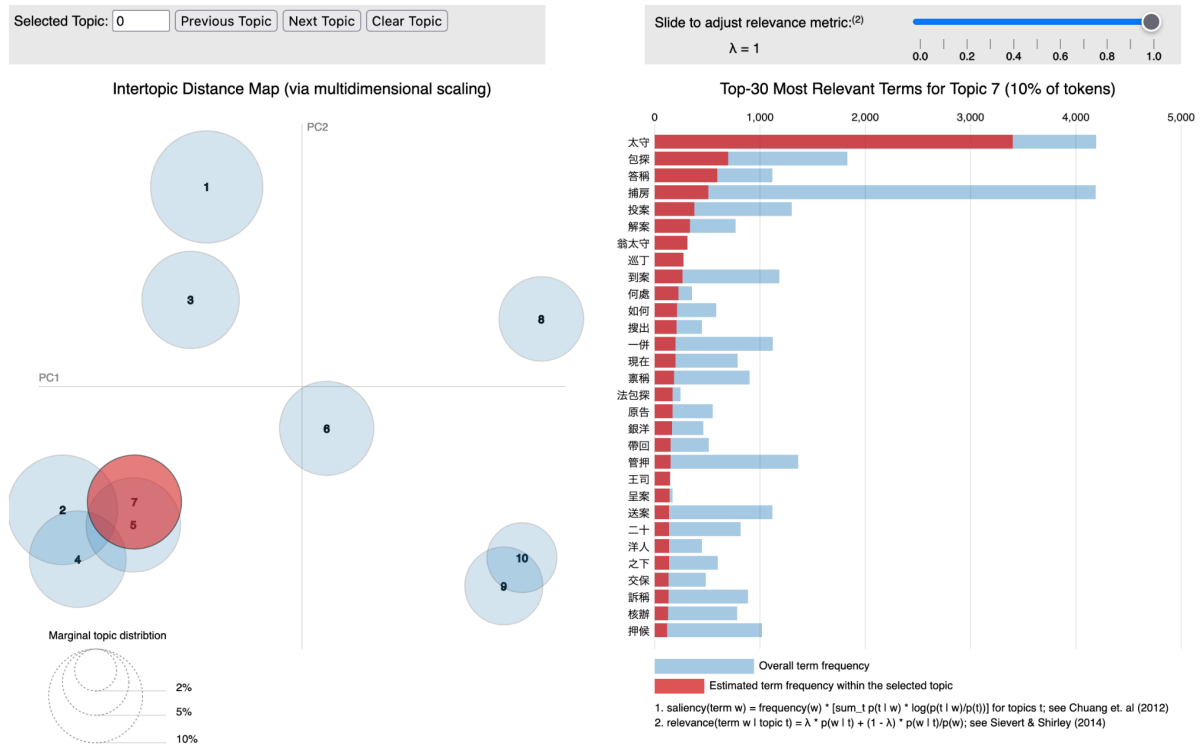 Selected Topic: 0 Previous Topic Next Topic Clear Topic
Slide to adjust relevance metric:(2)
λ = 1
0.0 0.2 0.4 0.6 0.8 1.0
Intertopic Distance Map (via multidimensional scaling)
PC2
PC1
1
3
8
6
2
7
5
4
10
9
Marginal topic distribtion
2%
5%
10%
Top-30 Most Relevant Terms for Topic 7 (10% of tokens)
0 1,000 2,000 3,000 4,000 5,000
太守
包探
答稱
捕房
投案
解案
翁太守
巡丁
到案
何處
如何
搜出
一併
現在
稟稱
法包探
原告
銀洋
帶回
管押
王司
呈案
送案
二十
洋人
之下
交保
訴稱
核辦
押候
Overall term frequency
Estimated term frequency within the selected topic
1. saliency(term w) = frequency(w) * [sum_t p(t | w) * log(p(t | w)/p(t))] for topics t; see Chuang et. al (2012)
2. relevance(term w | topic t) = λ * p(w | t) + (1 - λ) * p(w | t)/p(w); see Sievert & Shirley (2014)